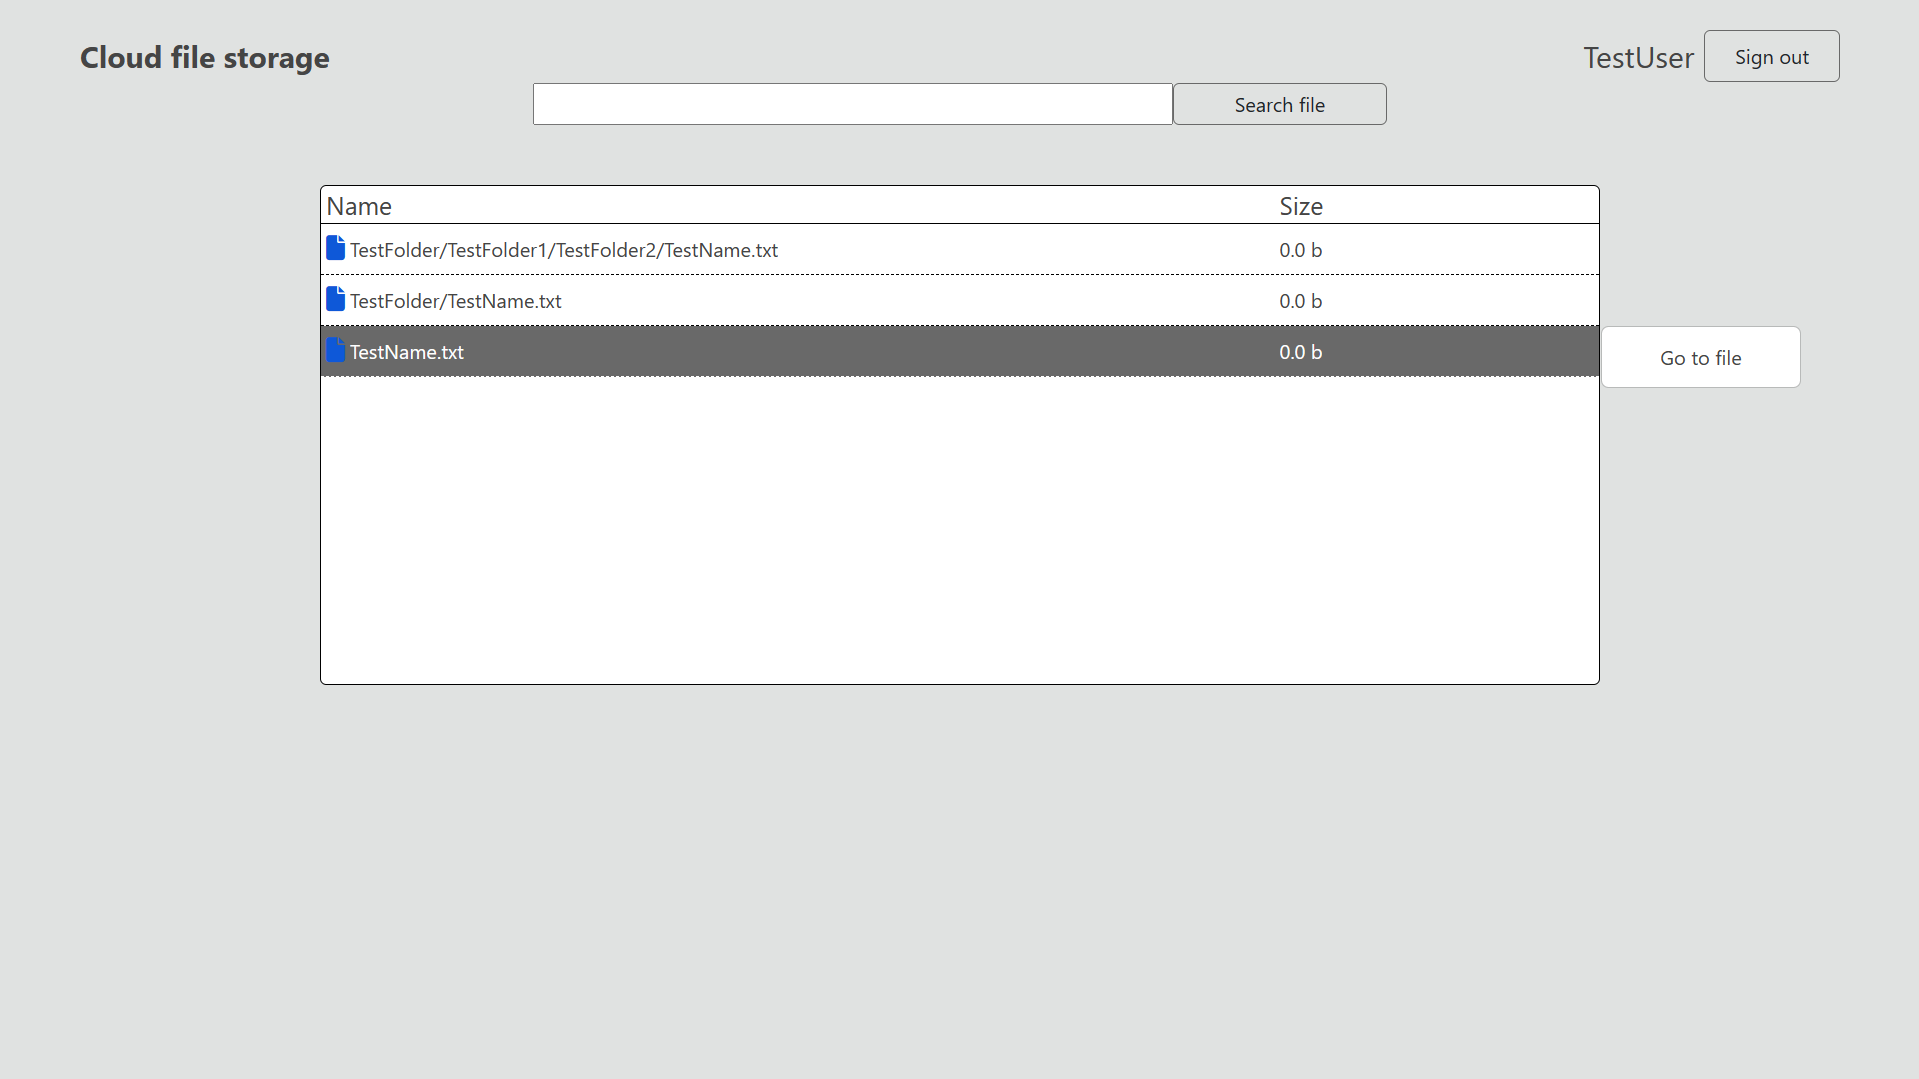 Cloud file storage
TestUser
Sign out
Search file
Name Size
TestFolder/TestFolder1/TestFolder2/TestName.txt 0.0 b
TestFolder/TestName.txt 0.0 b
TestName.txt 0.0 b
Go to file